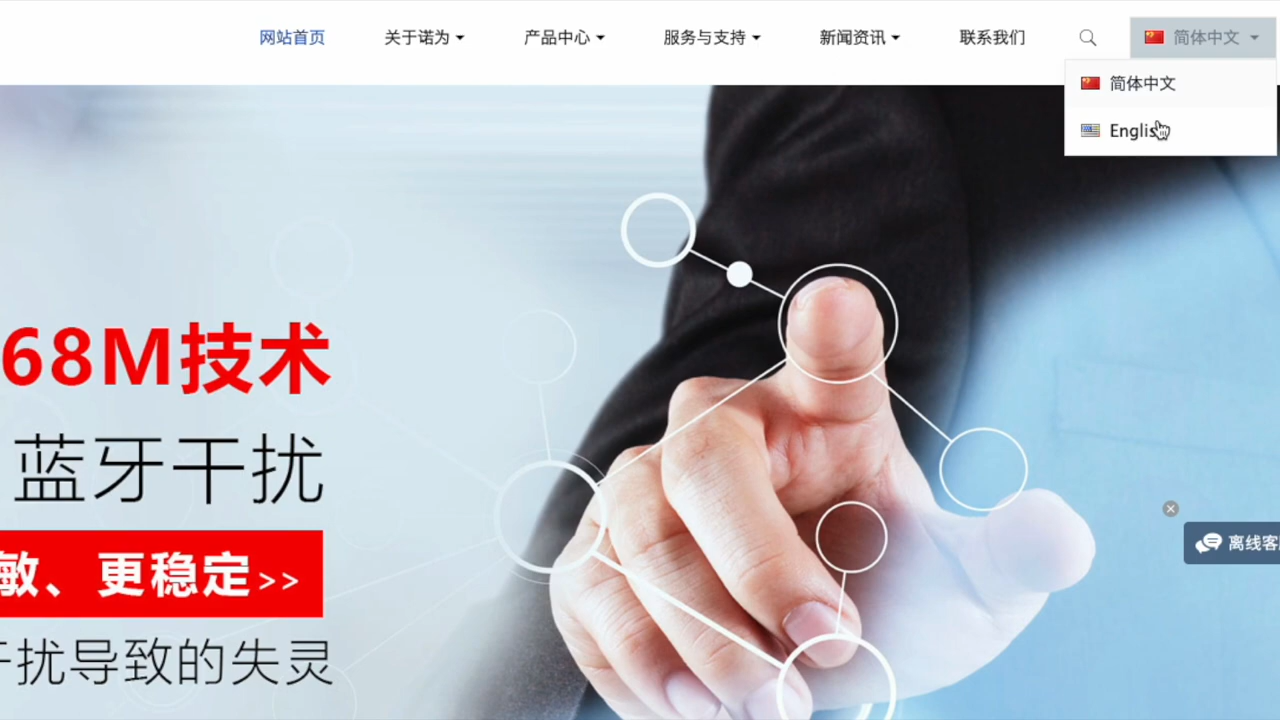 网站首页 关于诺为 产品中心 服务与支持 新闻资讯 联系我们 简体中文
简体中文
English
68M技术
蓝牙干扰
敏、更稳定>>
干扰导致的失灵
离线客